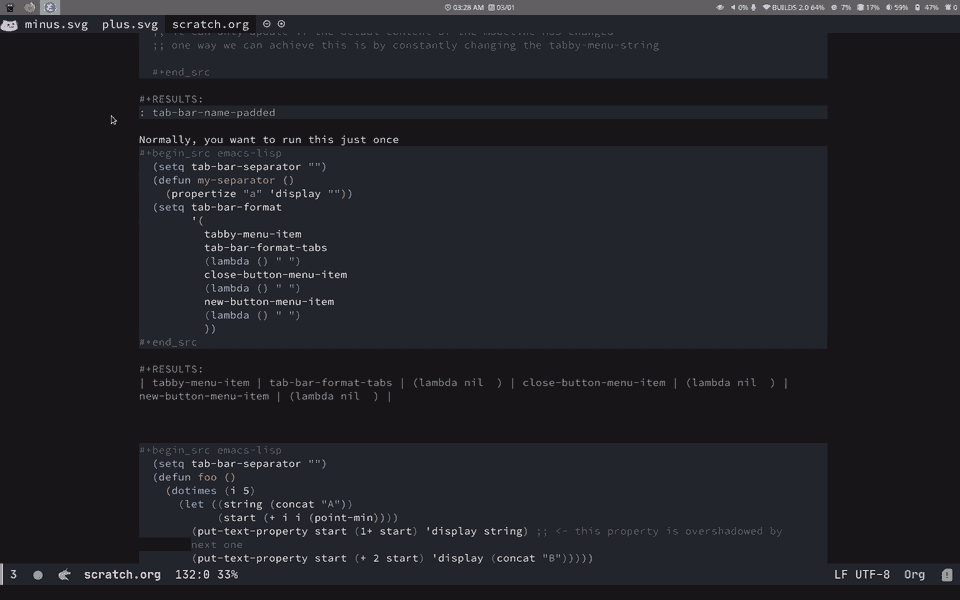 03:28 AM 03/01 0% BUILDS 2.0 64% 7% 17% 59% 47% 0
minus.svg plus.svg scratch.org
;; one way we can achieve this is by constantly changing the tabby-menu-string
#+end_src
#+RESULTS:
: tab-bar-name-padded
Normally, you want to run this just once
#+begin_src emacs-lisp
(setq tab-bar-separator "")
(defun my-separator ()
(propertize "a" 'display ""))
(setq tab-bar-format
'(
tabby-menu-item
tab-bar-format-tabs
(lambda () " ")
close-button-menu-item
(lambda () " ")
new-button-menu-item
(lambda () " ")
))
#+end_src
#+RESULTS:
| tabby-menu-item | tab-bar-format-tabs | (lambda nil  ) | close-button-menu-item | (lambda nil  ) |
new-button-menu-item | (lambda nil  ) |
#+begin_src emacs-lisp
(setq tab-bar-separator "")
(defun foo ()
(dotimes (i 5)
(let ((string (concat "A"))
(start (+ i i (point-min))))
(put-text-property start (1+ start) 'display string) ;; <- this property is overshadowed by
next one
(put-text-property start (+ 2 start) 'display (concat "B")))))
3 scratch.org 132:0 33% LF UTF-8 Org